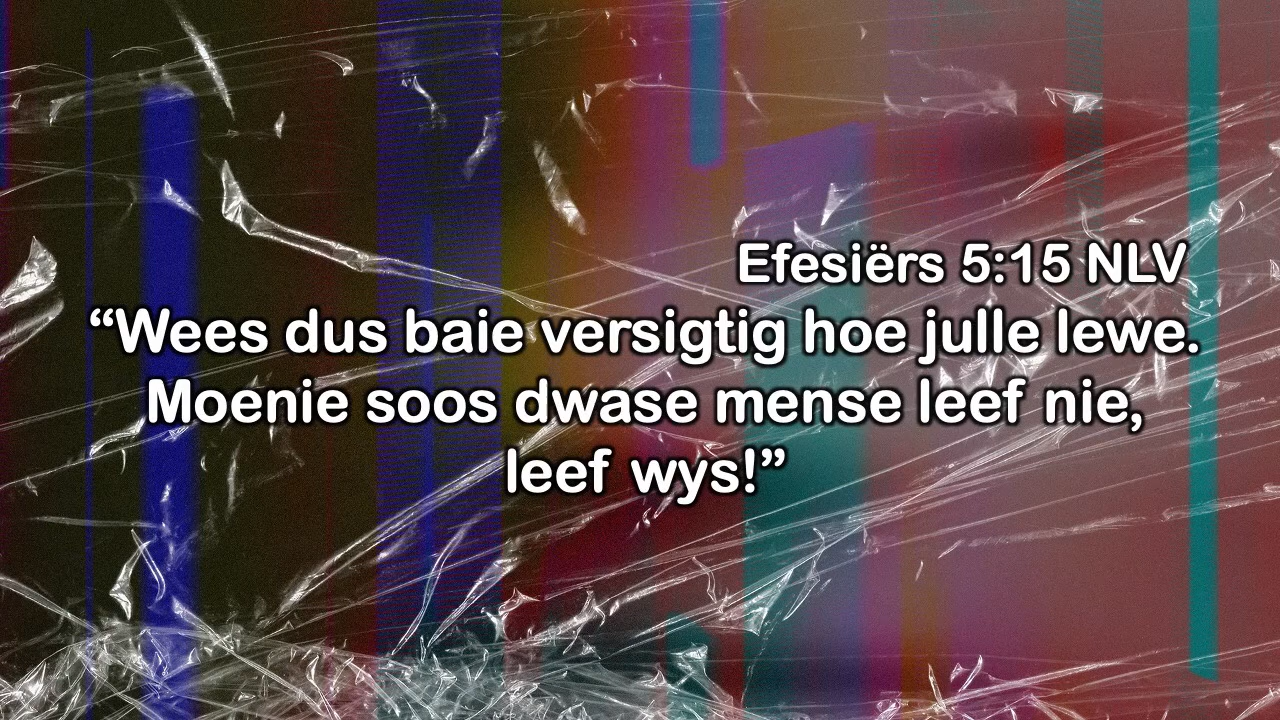 Efesiërs 5:15 NLV
“Wees dus baie versigtig hoe julle lewe.
Moenie soos dwase mense leef nie,
leef wys!”